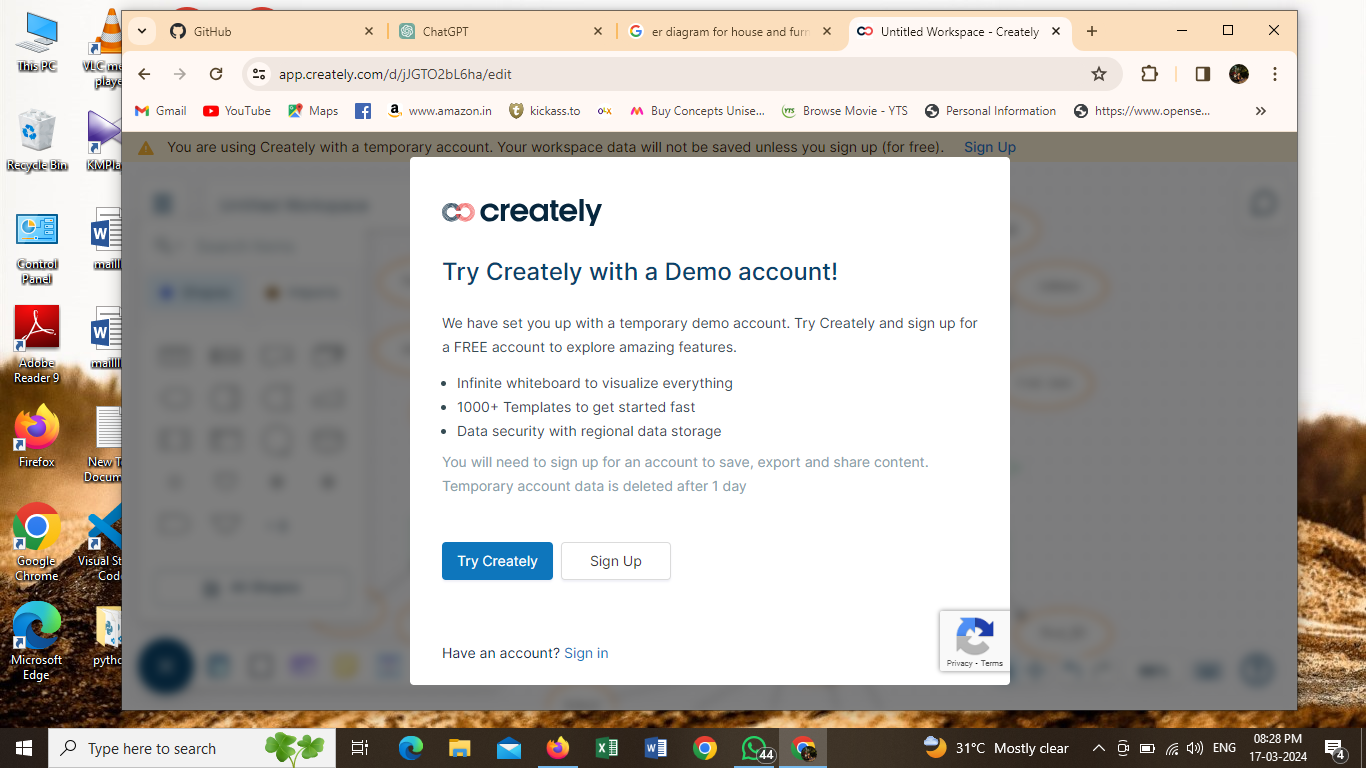 This PC
VLC me
playe
Recycle Bin
KMPla
Control
Panel
mailll
Adobe
Reader 9
mailll
Firefox
New T
Docum
Google
Chrome
Visual St
Cod
Microsoft
Edge
pytho
GitHub
ChatGPT
er diagram for house and furn
Untitled Workspace - Creately
app.creately.com/d/jJGTO2bL6ha/edit
Gmail
YouTube
Maps
www.amazon.in
kickass.to
olx
Buy Concepts Unise...
YTS
Browse Movie - YTS
Personal Information
https://www.opense...
You are using Creately with a temporary account. Your workspace data will not be saved unless you sign up (for free). Sign Up
Untitled Workspace
creately
Try Creately with a Demo account!
We have set you up with a temporary demo account. Try Creately and sign up for
a FREE account to explore amazing features.
• Infinite whiteboard to visualize everything
• 1000+ Templates to get started fast
• Data security with regional data storage
You will need to sign up for an account to save, export and share content.
Temporary account data is deleted after 1 day
Try Creately
Sign Up
Have an account? Sign in
Privacy - Terms
Type here to search
44
31°C Mostly clear
ENG
08:28 PM
17-03-2024
4